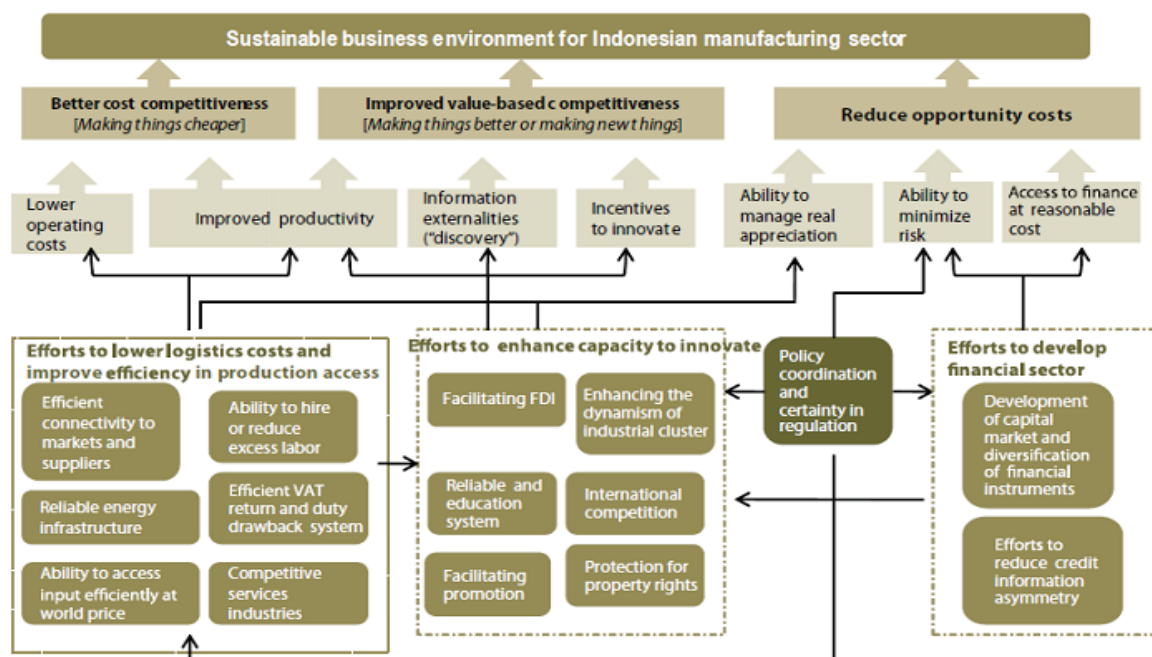 Sustainable business environment for Indonesian manufacturing sector
Better cost competitiveness
[Making things cheaper]
Improved value-based competitiveness
[Making things better or making new things]
Reduce opportunity costs
Lower
operating
costs
Improved productivity
Information
externalities
("discovery")
Incentives
to innovate
Ability to
manage real
appreciation
Ability to
minimize
risk
Access to finance
at reasonable
cost
Efforts to lower logistics costs and
improve efficiency in production access
Efficient
connectivity to
markets and
suppliers
Ability to hire
or reduce
excess labor
Reliable energy
infrastructure
Efficient VAT
return and duty
drawback system
Ability to access
input efficiently at
world price
Competitive
services
industries
Efforts to enhance capacity to innovate
Facilitating FDI
Enhancing the
dynamism of
industrial cluster
Reliable and
education
system
International
competition
Facilitating
promotion
Protection for
property rights
Policy
coordination
and
certainty in
regulation
Efforts to develop
financial sector
Development
of capital
market and
diversification
of financial
instruments
Efforts to
reduce credit
information
asymmetry